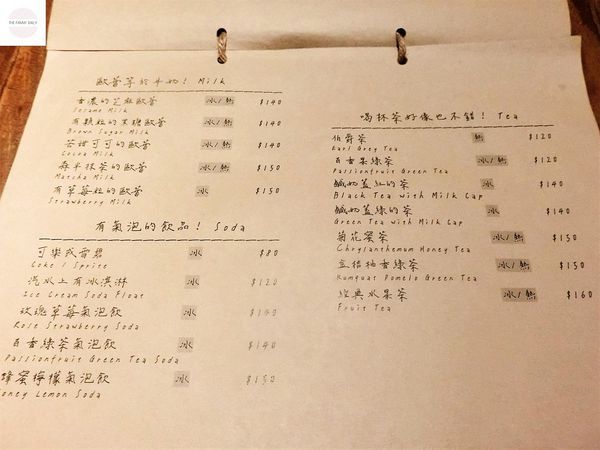 THE FAMMY DAILY
歐蕾等於牛奶! Milk
香濃的芝麻歐蕾 冰/熱 $140
Sesame Milk
有顆粒的黑糖歐蕾 冰/熱 $140
Brown Sugar Milk
苦甜可可的歐蕾 冰/熱 $140
Cocoa Milk
森半抹茶的歐蕾 冰/熱 $150
Matcha Milk
有草莓粒的歐蕾 冰 $150
Strawberry Milk
有氣泡的飲品! Soda
可樂或雪碧 冰 $80
Coke / Sprite
汽水上有冰淇淋 冰 $120
Ice Cream Soda Float
玫瑰草莓氣泡飲 冰 $140
Rose Strawberry Soda
百香綠茶氣泡飲 冰 $140
Passionfruit Green Tea Soda
蜂蜜檸檬氣泡飲 冰 $150
oney Lemon Soda
喝杯茶好像也不錯! Tea
伯爵茶 熱 $120
Earl Grey Tea
百香果綠茶 冰/熱 $120
Passionfruit Green Tea
鹹奶蓋紅的茶 冰 $140
Black Tea with Milk Cap
鹹奶蓋綠的茶 冰 $140
Green Tea with Milk Cap
菊花蜜茶 冰/熱 $150
Chrylanthemum Honey Tea
金桔柚香綠茶 冰/熱 $150
Kumquat Pomelo Green Tea
經典水果茶 冰/熱 $160
Fruit Tea